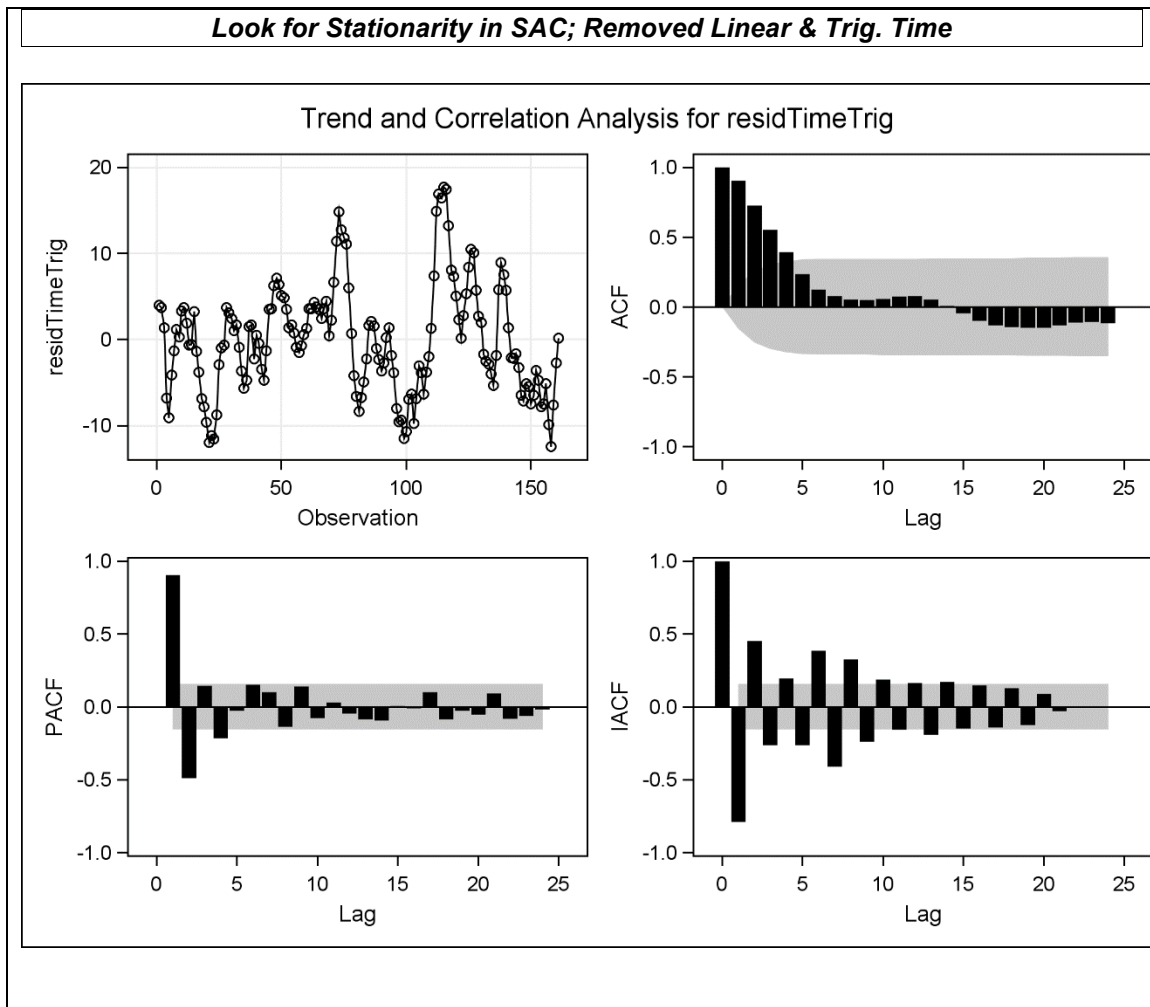 Look for Stationarity in SAC; Removed Linear & Trig. Time
Trend and Correlation Analysis for residTimeTrig
20
10
0
-10
residTimeTrig
0 50 100 150
Observation
1.0
0.5
0.0
-0.5
-1.0
ACF
0 5 10 15 20 25
Lag
1.0
0.5
0.0
-0.5
-1.0
PACF
0 5 10 15 20 25
Lag
1.0
0.5
0.0
-0.5
-1.0
IACF
0 5 10 15 20 25
Lag